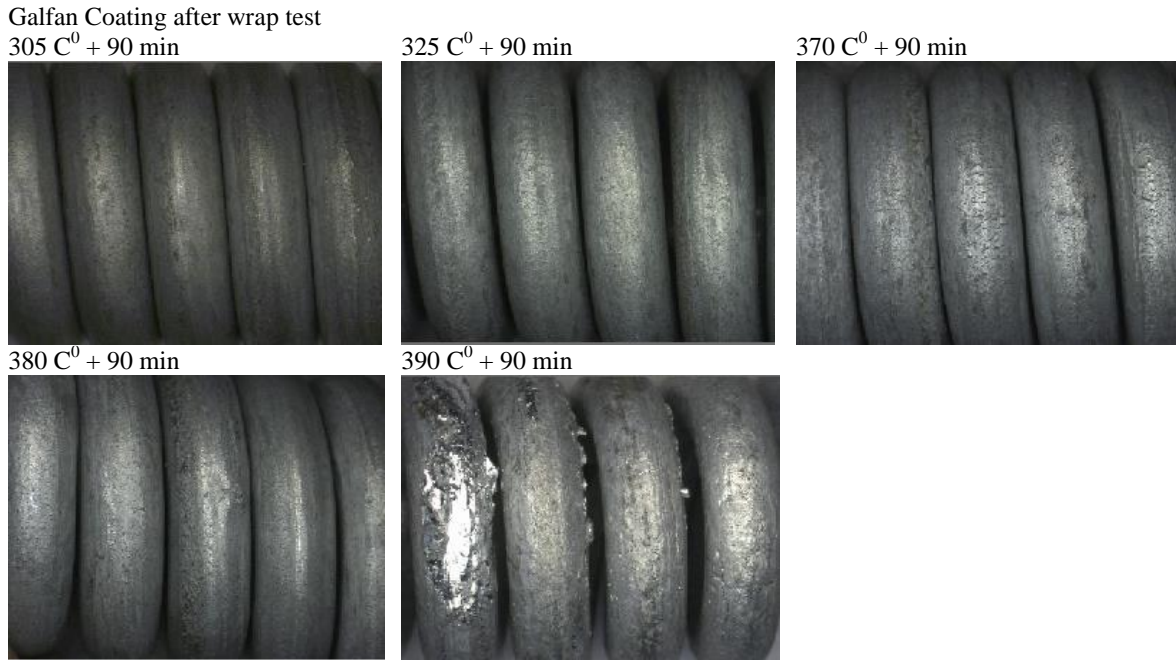 Galfan Coating after wrap test
305 C⁰ + 90 min
325 C⁰ + 90 min
370 C⁰ + 90 min
380 C⁰ + 90 min
390 C⁰ + 90 min